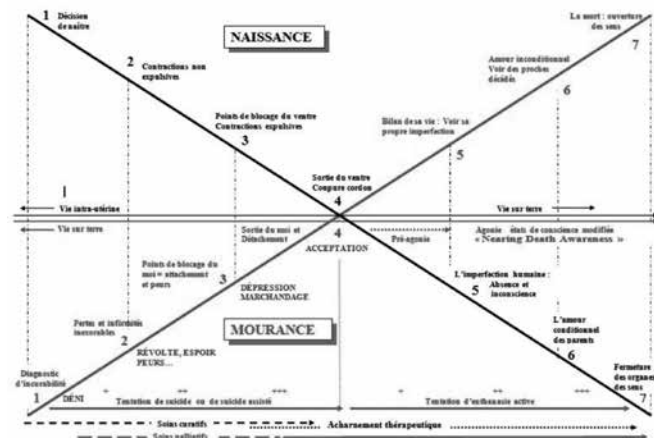 1 Décision
de naître
NAISSANCE
La mort : ouverture
des sens
7
2 Contractions non
expulsives
Amour inconditionnel
Voir des proches
décidés
6
Points de blocage du ventre
Contractions expulsives
3
Bilan de sa vie : Voir sa
propre imperfection
5
Sortie du ventre
Coupure cordon
4
Vie intra-utérine
Vie sur terre
Vie sur terre
Sortie du moi et
Détachement
4
ACCEPTATION
Pré-agonie
Agonie états de conscience modifiée
« Nearing Death Awareness »
Points de blocage du
moi = attachement
et peurs
3
DÉPRESSION
MARCHANDAGE
L'imperfection humaine :
5 Absence et
inconscience
Pertes et infirmités
inexorables
2
RÉVOLTE, ESPOIR
PEURS...
MOURANCE
L'amour
conditionnel
des parents
6
Diagnostic
d'incurabilité
1
DÉNI
Fermeture
des organes
des sens
7
+ ++ +++ + ++ +++
Tentation de suicide ou de suicide assisté
Tentation d'euthanasie active
Soins curatifs
Acharnement thérapeutique
Soins palliatifs